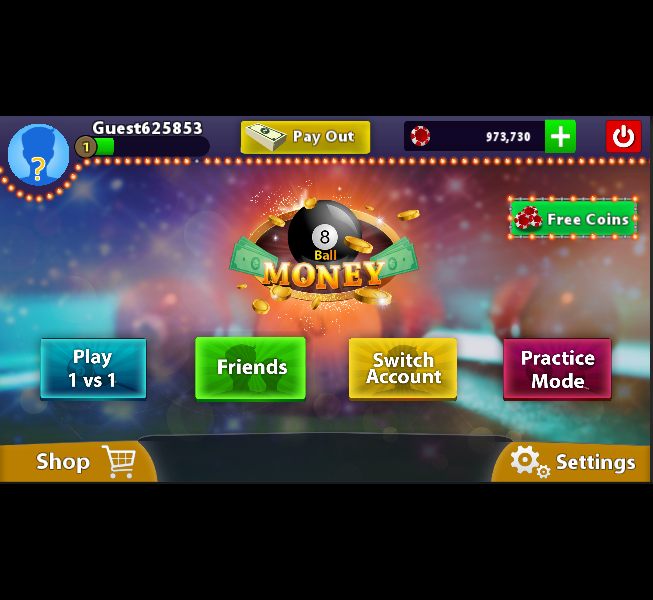 Guest625853
1
?
Pay Out
973,730
+
Free Coins
8
Ball
MONEY
Play
1 vs 1
Friends
Switch
Account
Practice
Mode
Shop
Settings